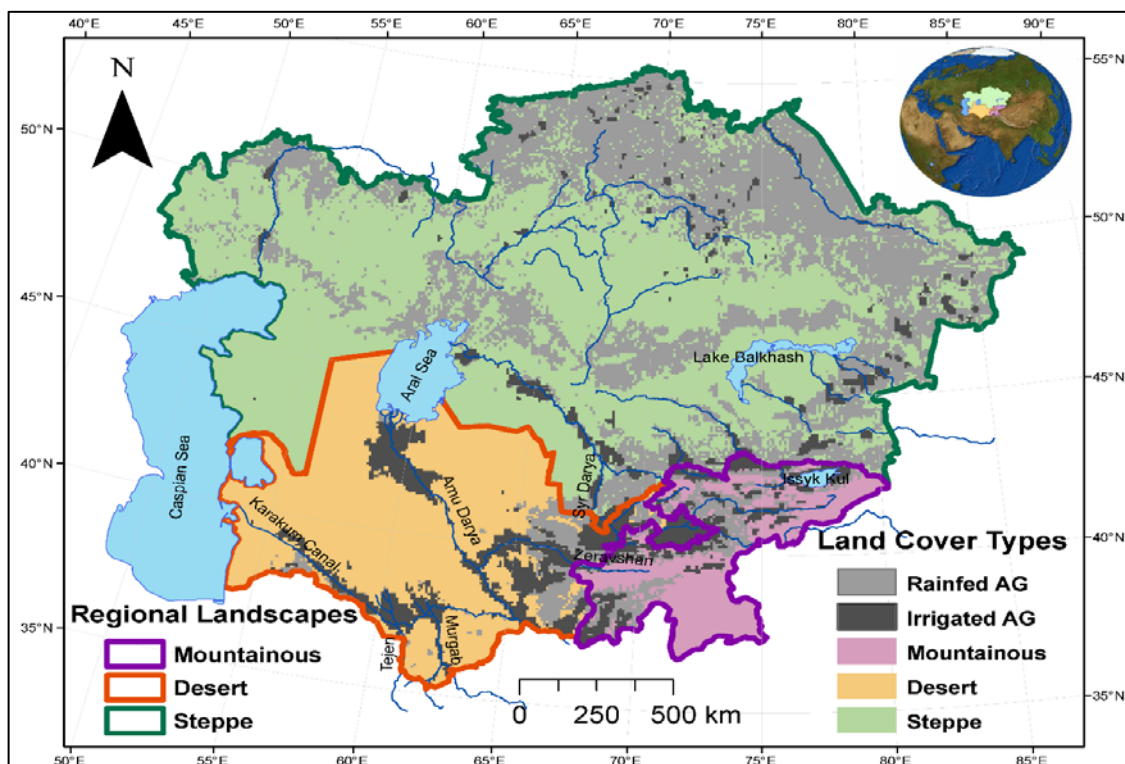 40°E 45°E 50°E 55°E 60°E 65°E 70°E 75°E 80°E 85°E 90°E
N
55°N
50°N
50°N
45°N
45°N
40°N
40°N
35°N
35°N
Lake Balkhash
Aral Sea
Caspian Sea
Syr Darya
Issyk Kul
Amu Darya
Karakum Canal
Zeravshan
Tejen
Murgab
Regional Landscapes
Mountainous
Desert
Steppe
0 250 500 km
Land Cover Types
Rainfed AG
Irrigated AG
Mountainous
Desert
Steppe
50°E 55°E 60°E 65°E 70°E 75°E 80°E 85°E